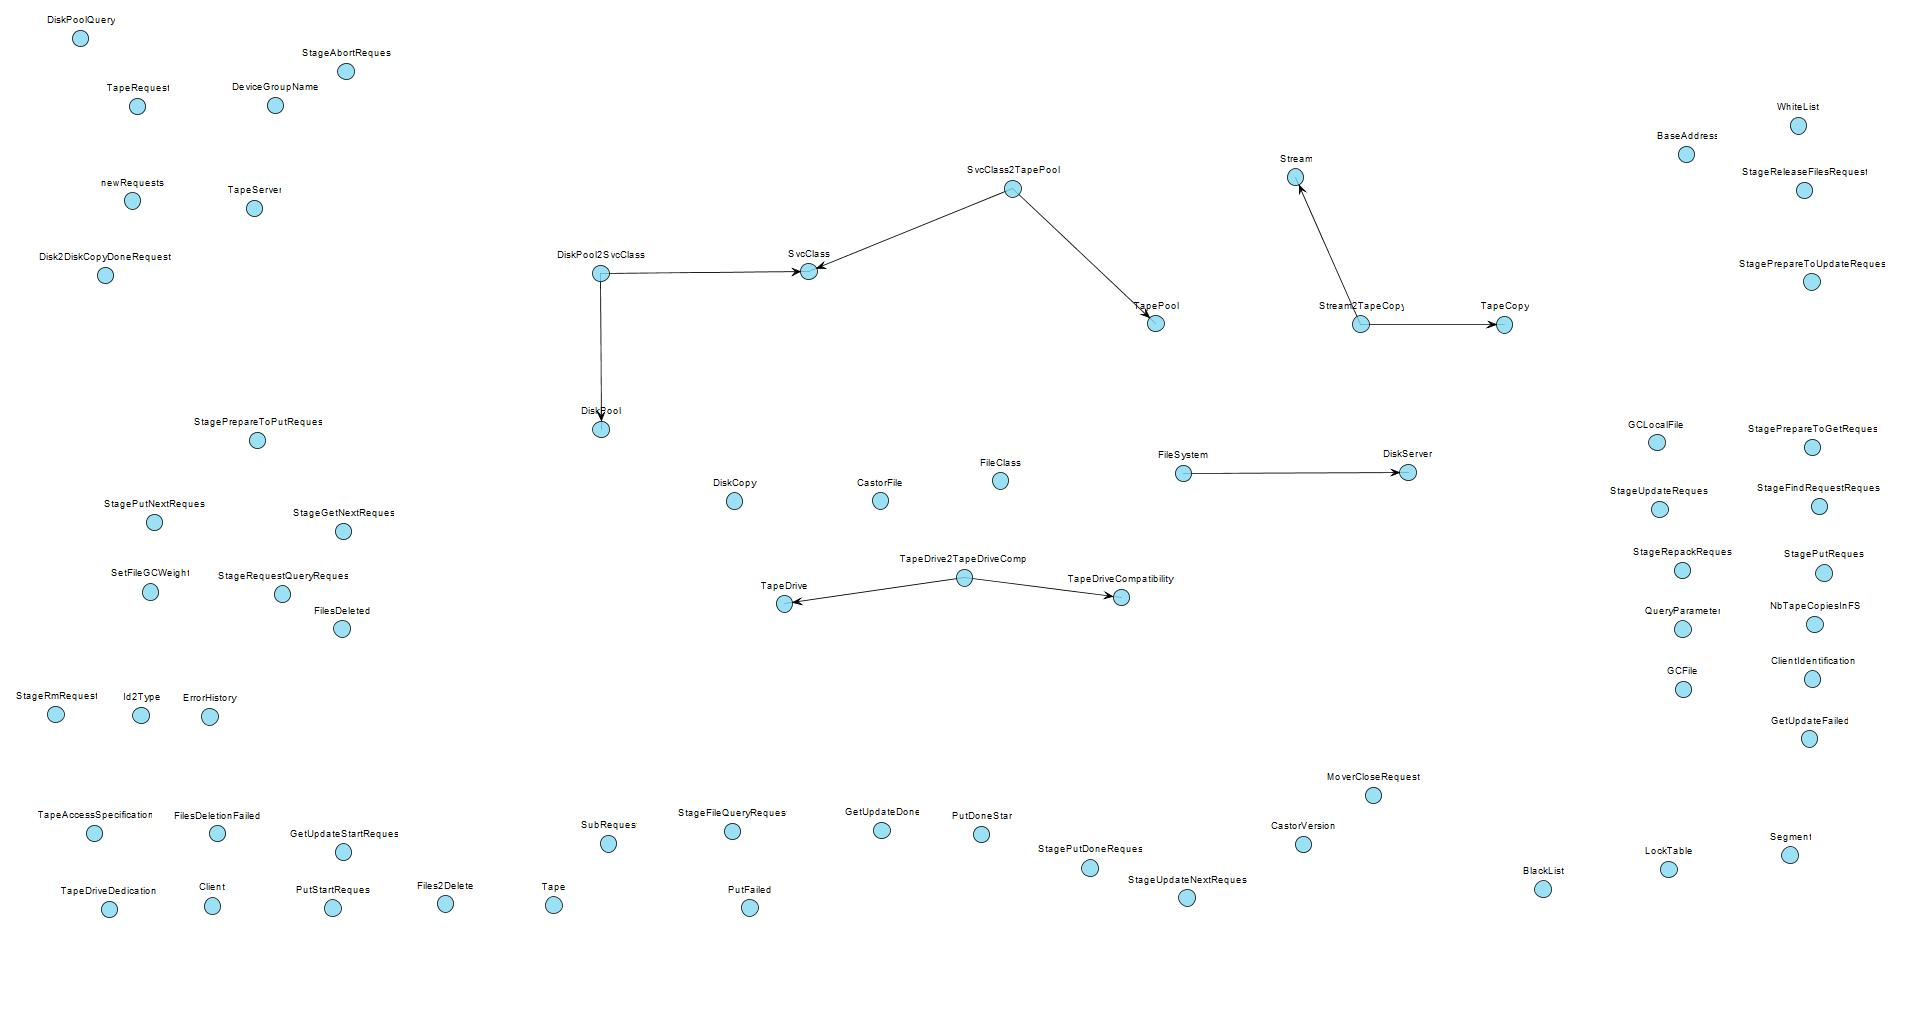 DiskPoolQuery
StageAbortReques
TapeRequest
DeviceGroupName
WhiteList
BaseAddress
Stream
SvcClass2TapePool
StageReleaseFilesRequest
newRequests
TapeServer
Disk2DiskCopyDoneRequest
DiskPool2SvcClass
SvcClass
StagePrepareToUpdateReques
TapePool
Stream2TapeCopy
TapeCopy
DiskPool
StagePrepareToPutReques
GCLocalFile
StagePrepareToGetReques
FileSystem
DiskServer
FileClass
DiskCopy
CastorFile
StageUpdateReques
StageFindRequestReques
StagePutNextReques
StageGetNextReques
StageRepackReques
StagePutReques
TapeDrive2TapeDriveComp
SetFileGCWeight
StageRequestQueryReques
TapeDrive
TapeDriveCompatibility
FilesDeleted
QueryParameter
NbTapeCopiesInFS
GCFile
ClientIdentification
StageRmRequest
Id2Type
ErrorHistory
GetUpdateFailed
MoverCloseRequest
TapeAccessSpecification
FilesDeletionFailed
GetUpdateStartReques
SubReques
StageFileQueryReques
GetUpdateDone
PutDoneStar
CastorVersion
StagePutDoneReques
LockTable
Segment
TapeDriveDedication
Client
PutStartReques
Files2Delete
Tape
PutFailed
StageUpdateNextReques
BlackList